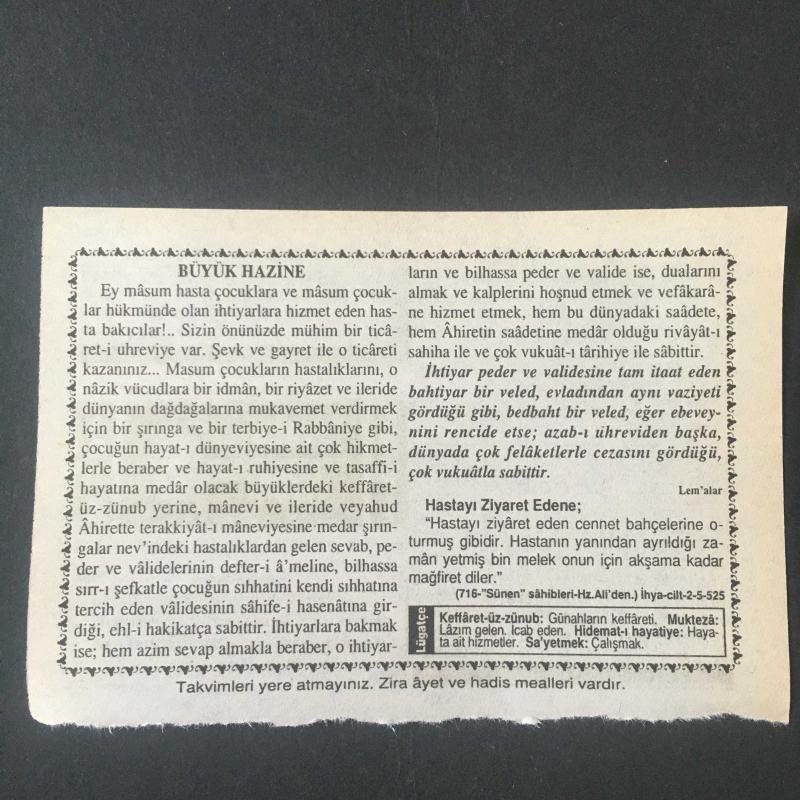 BÜYÜK HAZİNE
Ey mâsum hasta çocuklara ve mâsum çocuk-
lar hükmünde olan ihtiyarlara hizmet eden has-
ta bakıcılar!.. Sizin önünüzde mühim bir ticâ-
ret-i uhreviye var. Şevk ve gayret ile o ticâreti
kazanınız... Masum çocukların hastalıklarını, o
nâzik vücudlara bir idmân, bir riyâzet ve ileride
dünyanın dağdağalarına mukavemet verdirmek
için bir şırınga ve bir terbiye-i Rabbâniye gibi,
çocuğun hayat-ı dünyeviyesine ait çok hikmet-
lerle beraber ve hayat-ı ruhiyesine ve tasaffi-i
hayatına medâr olacak büyüklerdeki keffâret-
üz-zünub yerine, mânevi ve ileride veyahud
Âhirette terakkiyât-ı mâneviyesine medar şırın-
galar nev'indeki hastalıklardan gelen sevab, pe-
der ve vâlidelerinin defter-i â'meline, bilhassa
sırr-ı şefkatle çocuğun sıhhatini kendi sıhhatına
tercih eden vâlidesinin sâhife-i hasenâtına gir-
diği, ehl-i hakikatça sabittir. İhtiyarlara bakmak
ise; hem azim sevap almakla beraber, o ihtiyar-
ların ve bilhassa peder ve valide ise, dualarını
almak ve kalplerini hoşnud etmek ve vefâkarâ-
ne hizmet etmek, hem bu dünyadaki saâdete,
hem Âhiretin saâdetine medâr olduğu rivâyât-ı
sahiha ile ve çok vukuât-ı târihiye ile sâbittir.
İhtiyar peder ve validesine tam itaat eden
bahtiyar bir veled, evladından aynı vaziyeti
gördüğü gibi, bedbaht bir veled, eğer ebevey-
nini rencide etse; azab-ı ühreviden başka,
dünyada çok felâketlerle cezasını gördüğü,
çok vukuâtla sabittir.
Lem'alar
Hastayı Ziyaret Edene;
"Hastayı ziyâret eden cennet bahçelerine o-
turmuş gibidir. Hastanın yanından ayrıldığı za-
mân yetmiş bin melek onun için akşama kadar
mağfiret diler."
(716-"Sünen" sâhibleri-Hz.Ali'den.) İhya-cilt-2-5-525
Lügatçe
Keffâret-üz-zünub: Günahların keffâreti. Muktezâ:
Lâzım gelen. Icab eden. Hidemat-ı hayatiye: Haya-
ta ait hizmetler. Sa'yetmek: Çalışmak.
Takvimleri yere atmayınız. Zira âyet ve hadis mealleri vardır.